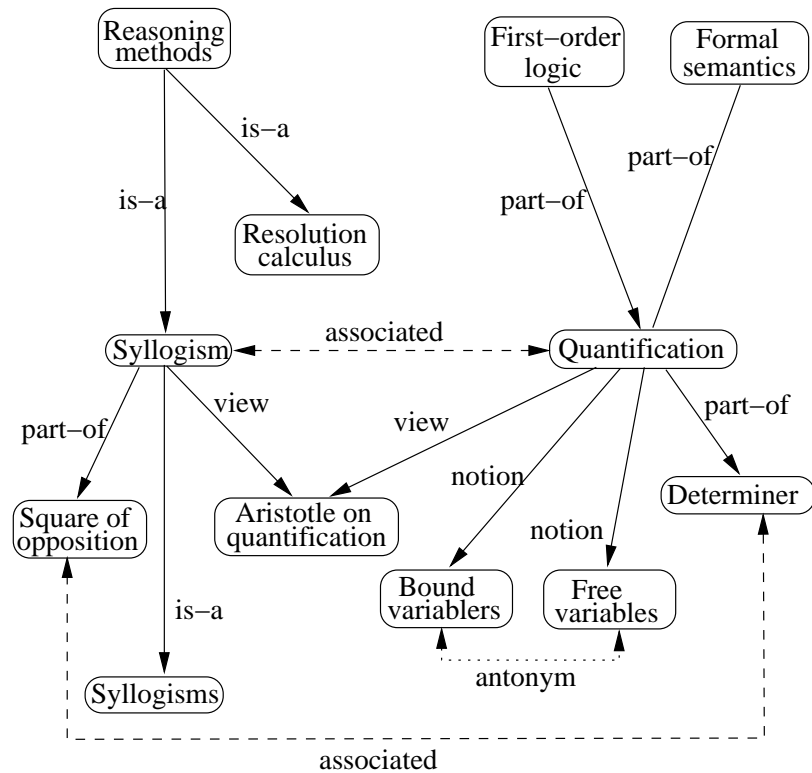 Reasoning
methods
First−order
logic
Formal
semantics
is−a
part−of
is−a
part−of
Resolution
calculus
associated
Syllogism
Quantification
view
part−of
part−of
view
notion
Determiner
Square of
opposition
Aristotle on
quantification
notion
Bound
variablers
Free
variables
is−a
antonym
Syllogisms
associated